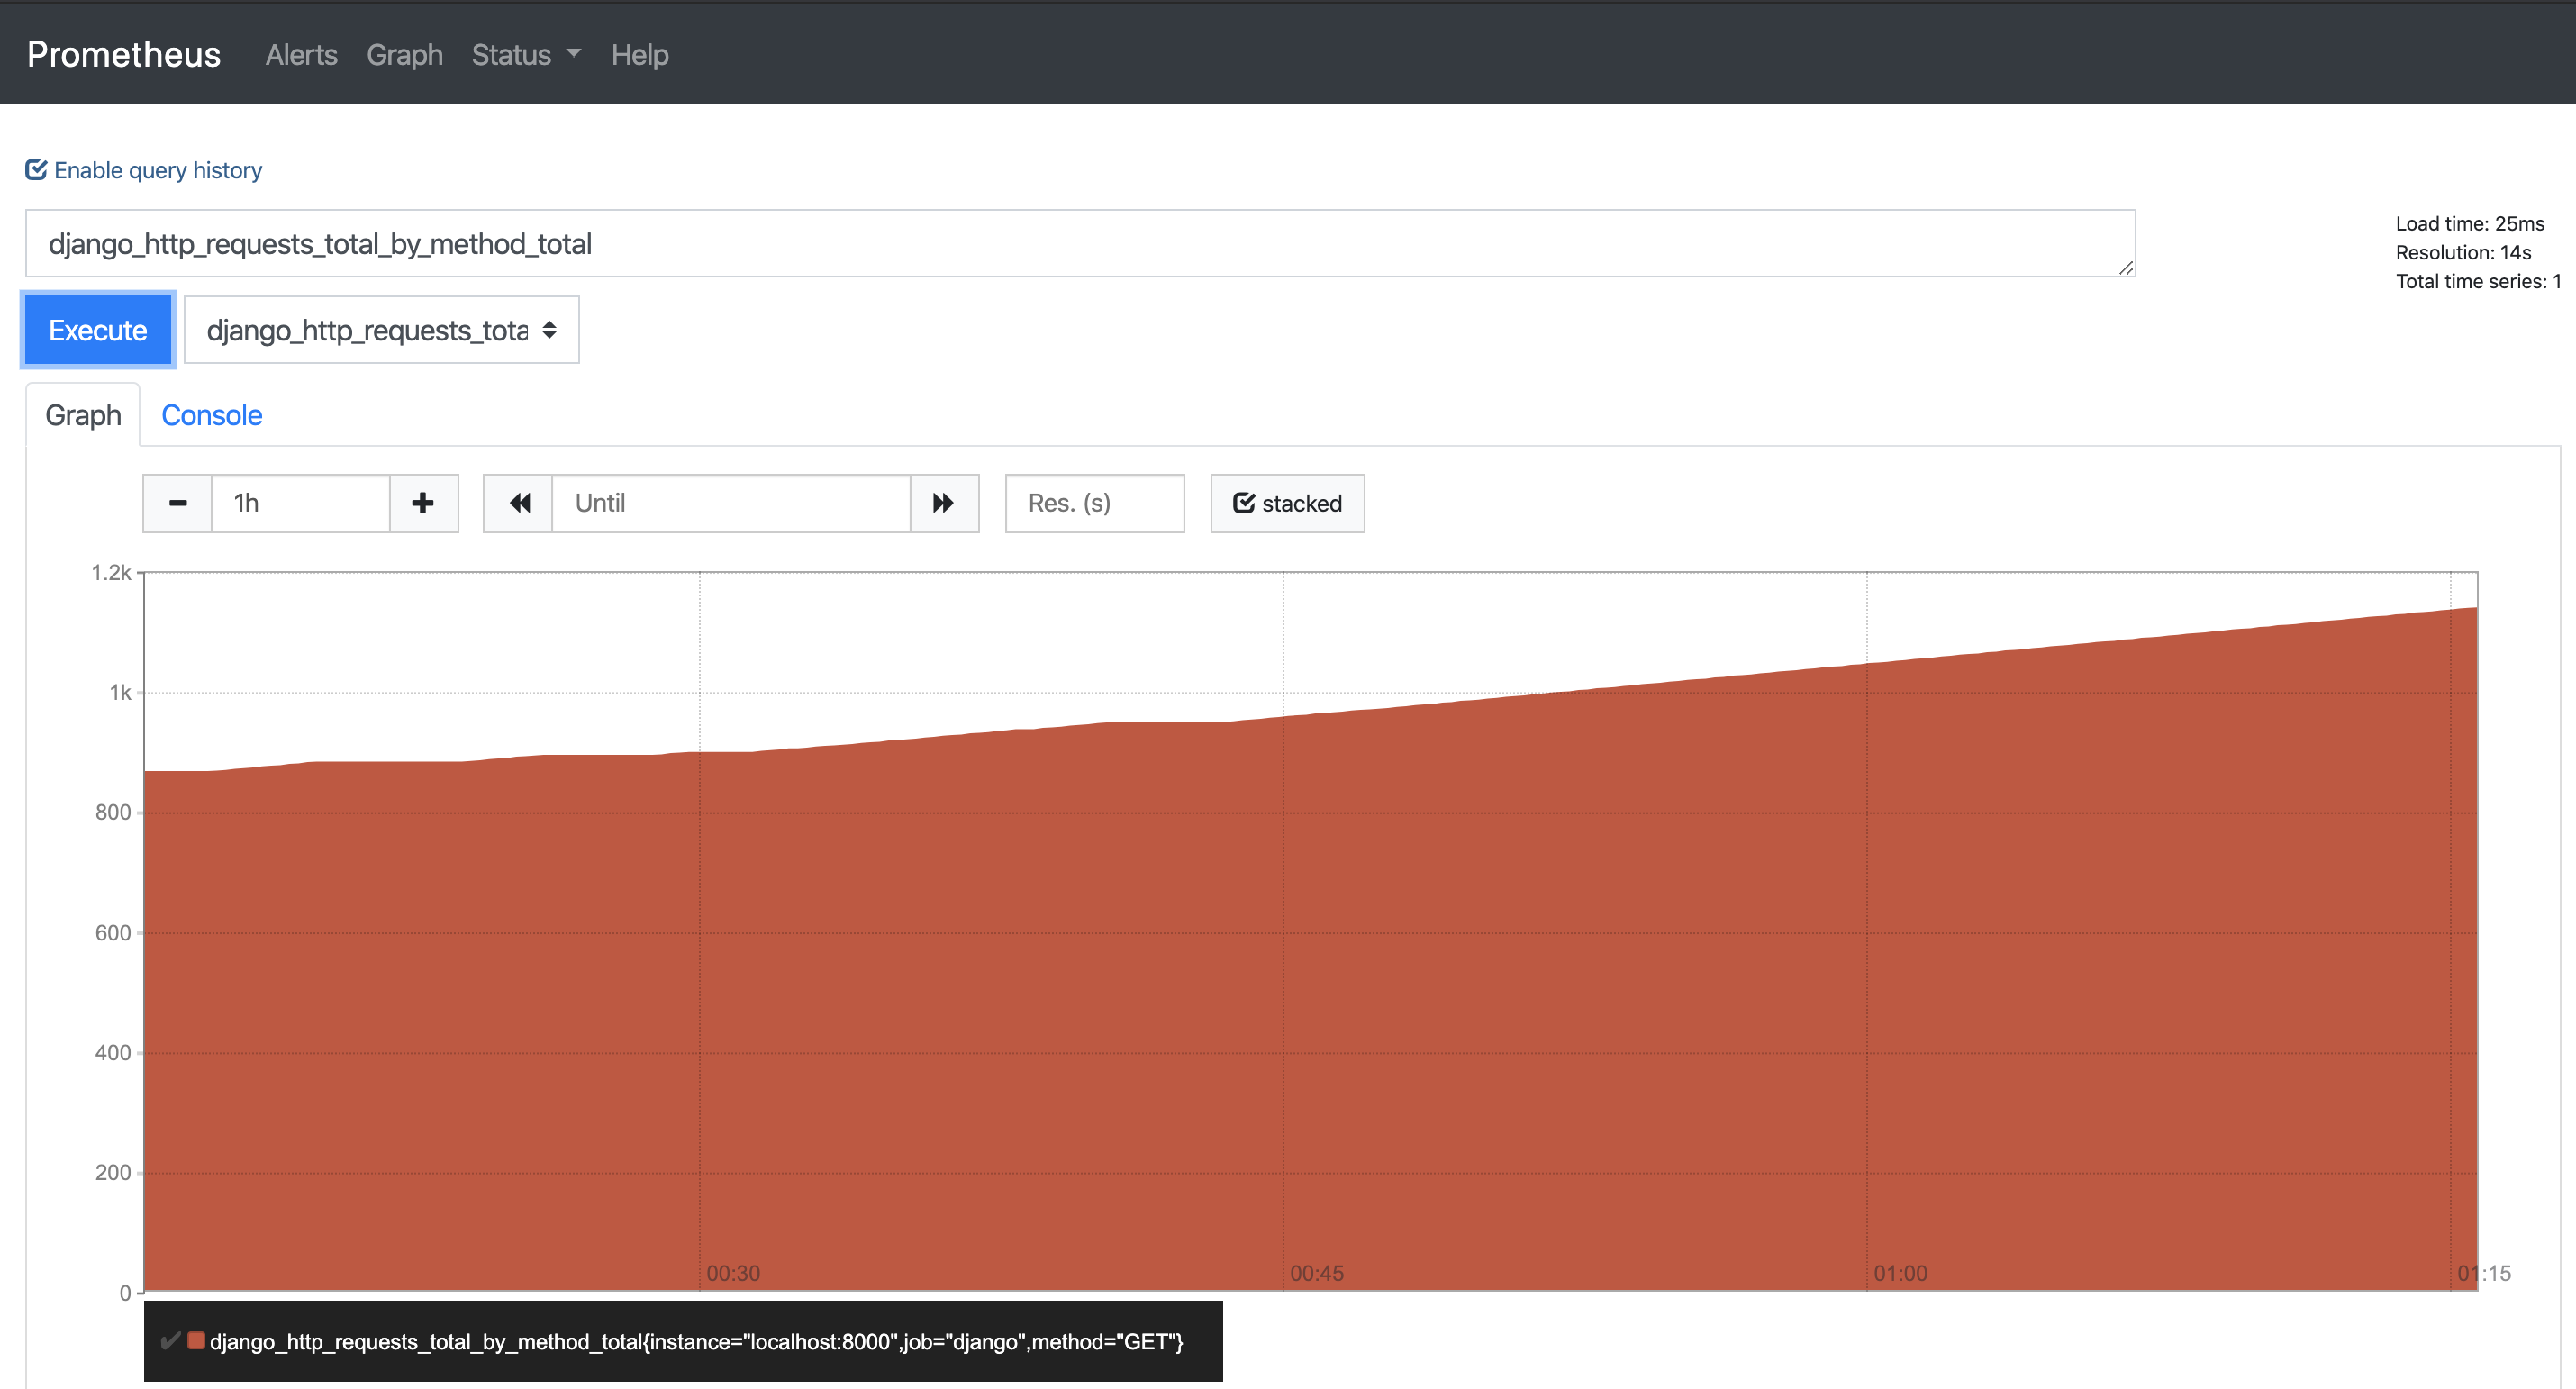 Prometheus Alerts Graph Status Help
Enable query history
django_http_requests_total_by_method_total
Load time: 25ms
Resolution: 14s
Total time series: 1
Execute django_http_requests_tota
Graph Console
1h Until Res. (s) stacked
1.2k
1k
800
600
400
200
0
00:30 00:45 01:00 01:15
django_http_requests_total_by_method_total{instance="localhost:8000",job="django",method="GET"}